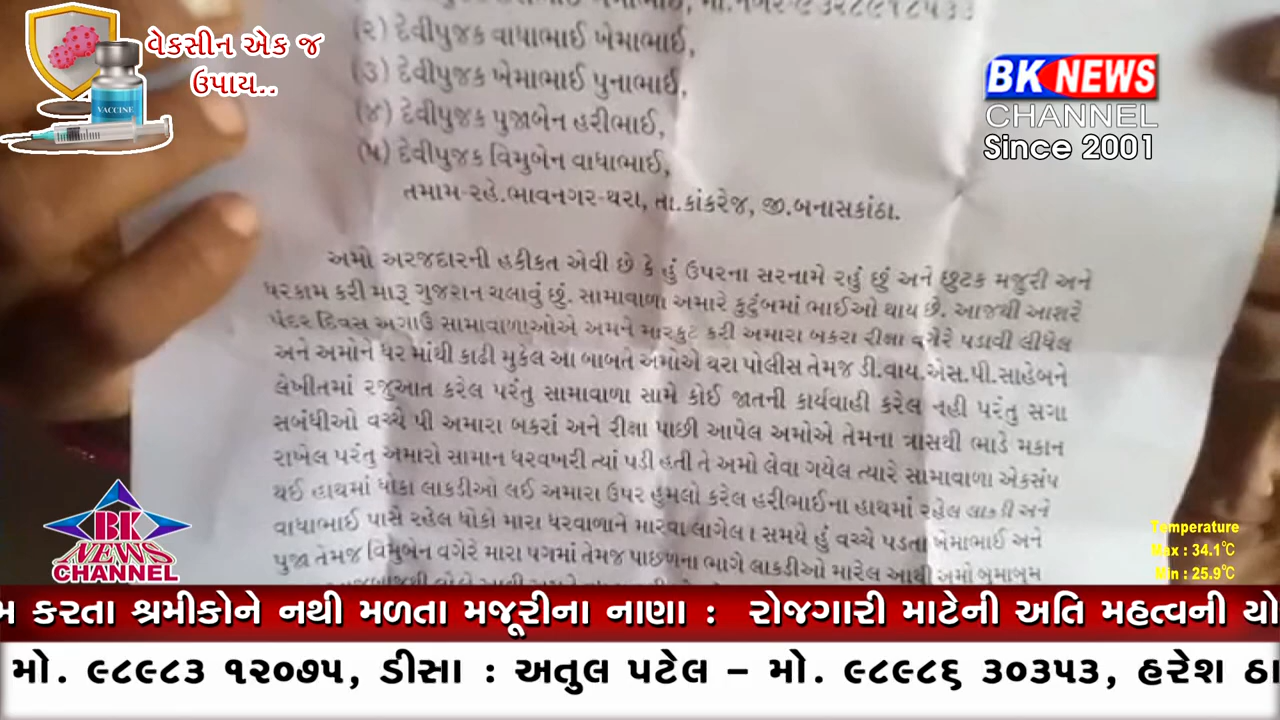 વેકસીન એક જ
ઉપાય..
VACCINE
BK NEWS
CHANNEL
Since 2001
(૨) દેવીપુજક વાઘાભાઈ ખેમાભાઈ,
(૩) દેવીપુજક ખેમાભાઈ પુનાભાઈ,
(૪) દેવીપુજક પુજાબેન હરીભાઈ,
(૫) દેવીપુજક વિમુબેન વાઘાભાઈ,
તમામ-રહે.ભાવનગર-થરા, તા.કાંકરેજ, જી.બનાસકાંઠા.
અમો અરજદારની હકીકત એવી છે કે હું ઉપરના સરનામે રહું છું અને છુટક મજુરી અને
ઘરકામ કરી મારૂ ગુજરાન ચલાવું છું. સામાવાળા અમારે કુટુંબમાં ભાઈઓ થાય છે. આજથી આશરે
પંદર દિવસ અગાઉ સામાવાળાઓએ અમને મારકુટ કરી અમારા બકરા રીક્ષા વગેરે પડાવી લીધેલ
અને અમોને ઘર માંથી કાઢી મુકેલ આ બાબતે અમોએ થરા પોલીસ તેમજ ડી.વાય.એસ.પી.સાહેબને
લેખીતમાં રજુઆત કરેલ પરંતુ સામાવાળા સામે કોઈ જાતની કાર્યવાહી કરેલ નહી પરંતુ સગા
સબંધીઓ વચ્ચે પી અમારા બકરાં અને રીક્ષા પાછી આપેલ અમોએ તેમના ત્રાસથી ભાડે મકાન
રાખેલ પરંતુ અમારો સામાન ઘરવખરી ત્યાં પડી હતી તે અમો લેવા ગયેલ ત્યારે સામાવાળા એકસંપ
થઈ હાથમાં ધોકા લાકડીઓ લઈ અમારા ઉપર હુમલો કરેલ હરીભાઈના હાથમાં રહેલ લાકડી અને
વાઘાભાઈ પાસે રહેલ ધોકો મારા ઘરવાળાને મારવા લાગેલા સમયે હું વચ્ચે પડતા ખેમાભાઈ અને
પુજા તેમજ વિમુબેન વગેરે મારા પગમાં તેમજ પાછળના ભાગે લાકડીઓ મારેલ આથી અમો બુમાબુમ
BK
NEWS
CHANNEL
Temperature
Max : 34.1℃
Min : 25.9℃
કરતા શ્રમીકોને નથી મળતા મજૂરીના નાણા : રોજગારી માટેની અતિ મહત્વની યો
મો. ૯૮૯૮૩ ૧૨૦૭૫, ડીસા : અતુલ પટેલ – મો. ૯૮૯૮૬ ૩૦૩૫૩, હરેશ ઠા